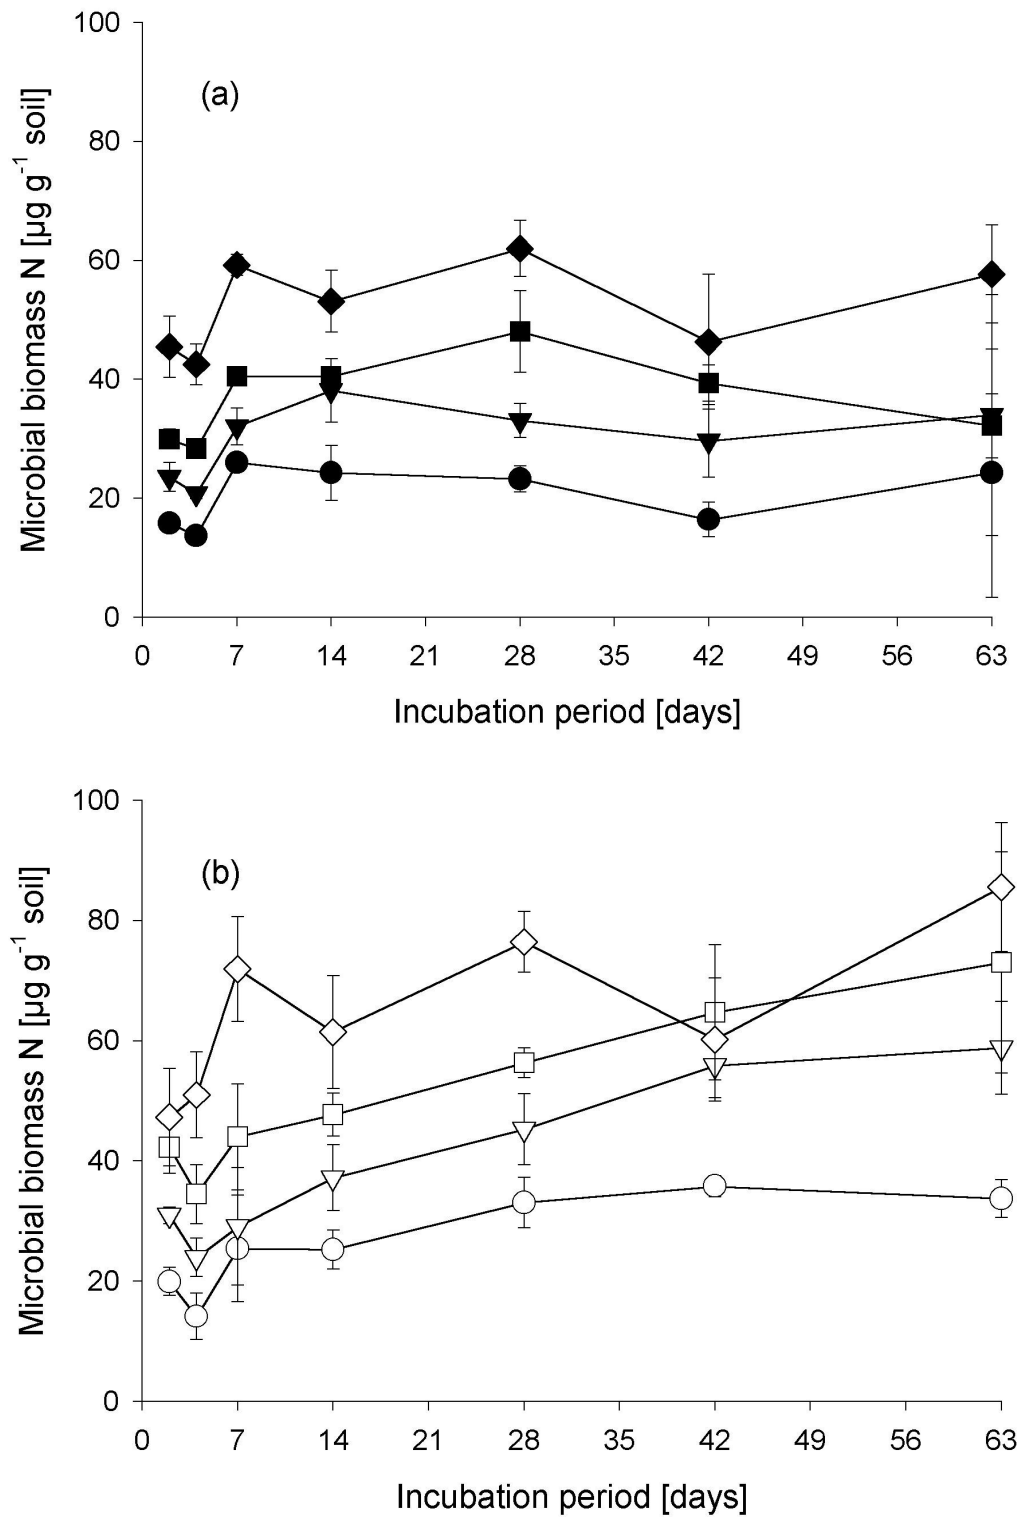 100
(a)
80
60
40
20
0
Microbial biomass N [µg g⁻¹ soil]
0 7 14 21 28 35 42 49 56 63
Incubation period [days]
100
(b)
80
60
40
20
0
Microbial biomass N [µg g⁻¹ soil]
0 7 14 21 28 35 42 49 56 63
Incubation period [days]